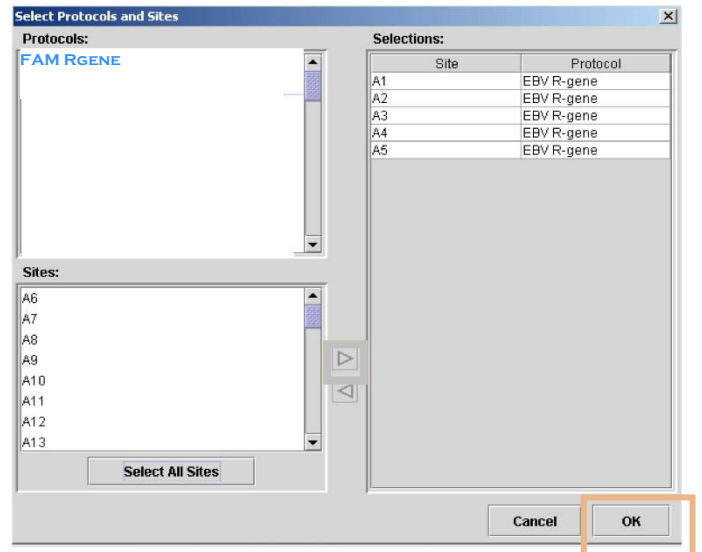 Select Protocols and Sites
Protocols:
FAM RGENE
Sites:
A6
A7
A8
A9
A10
A11
A12
A13
Select All Sites
Selections:
Site Protocol
A1 EBV R-gene
A2 EBV R-gene
A3 EBV R-gene
A4 EBV R-gene
A5 EBV R-gene
Cancel OK